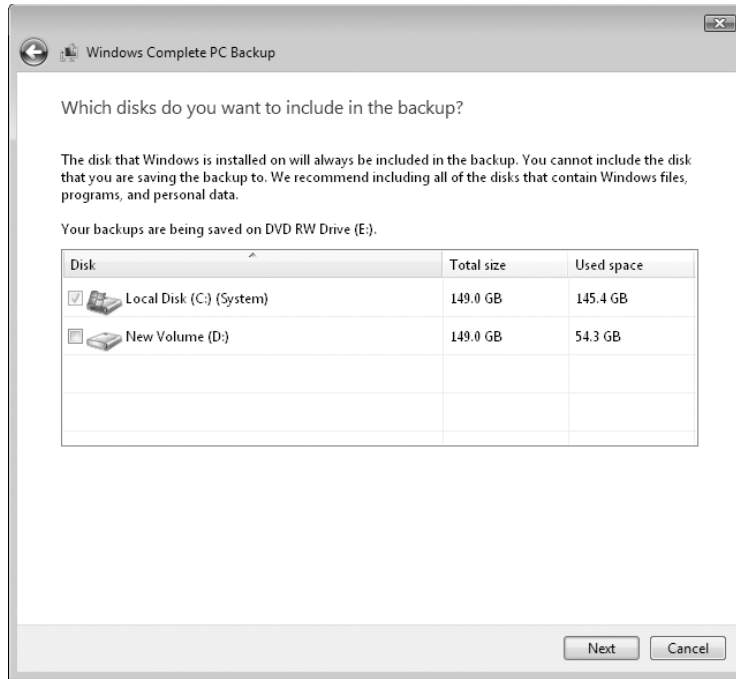 Windows Complete PC Backup
Which disks do you want to include in the backup?
The disk that Windows is installed on will always be included in the backup. You cannot include the disk
that you are saving the backup to. We recommend including all of the disks that contain Windows files,
programs, and personal data.
Your backups are being saved on DVD RW Drive (E:).
Disk Total size Used space
Local Disk (C:) (System) 149.0 GB 145.4 GB
New Volume (D:) 149.0 GB 54.3 GB
Next Cancel